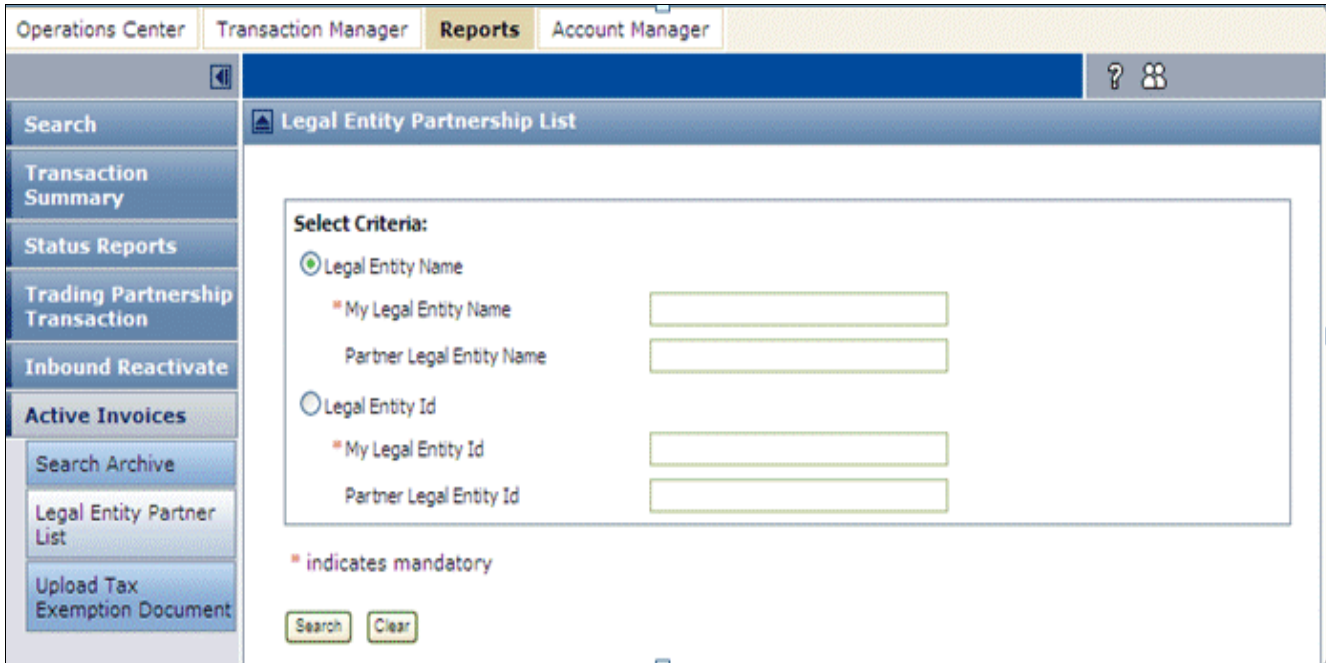 Operations Center Transaction Manager Reports Account Manager
?
Search
Transaction
Summary
Status Reports
Trading Partnership
Transaction
Inbound Reactivate
Active Invoices
Search Archive
Legal Entity Partner
List
Upload Tax
Exemption Document
Legal Entity Partnership List
Select Criteria:
Legal Entity Name
*My Legal Entity Name
Partner Legal Entity Name
Legal Entity Id
*My Legal Entity Id
Partner Legal Entity Id
* indicates mandatory
Search Clear